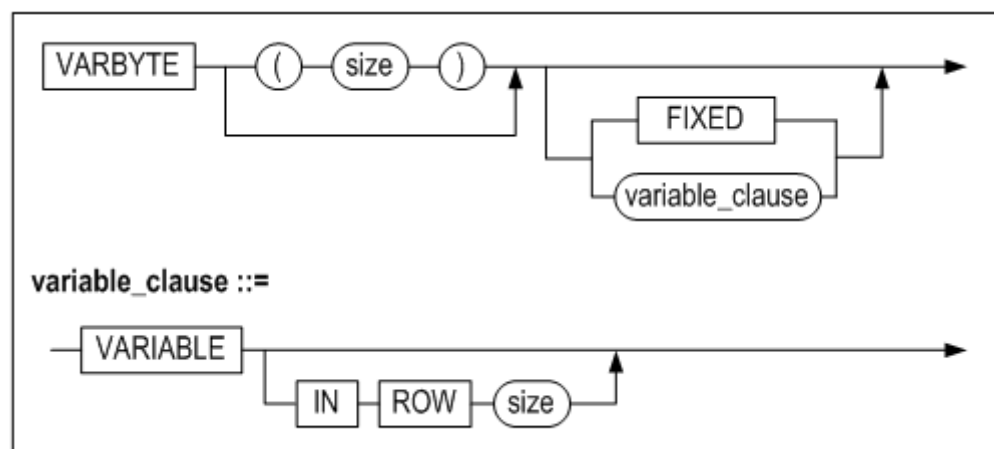 VARBYTE ( size )
FIXED
variable_clause
variable_clause ::=
VARIABLE
IN ROW size